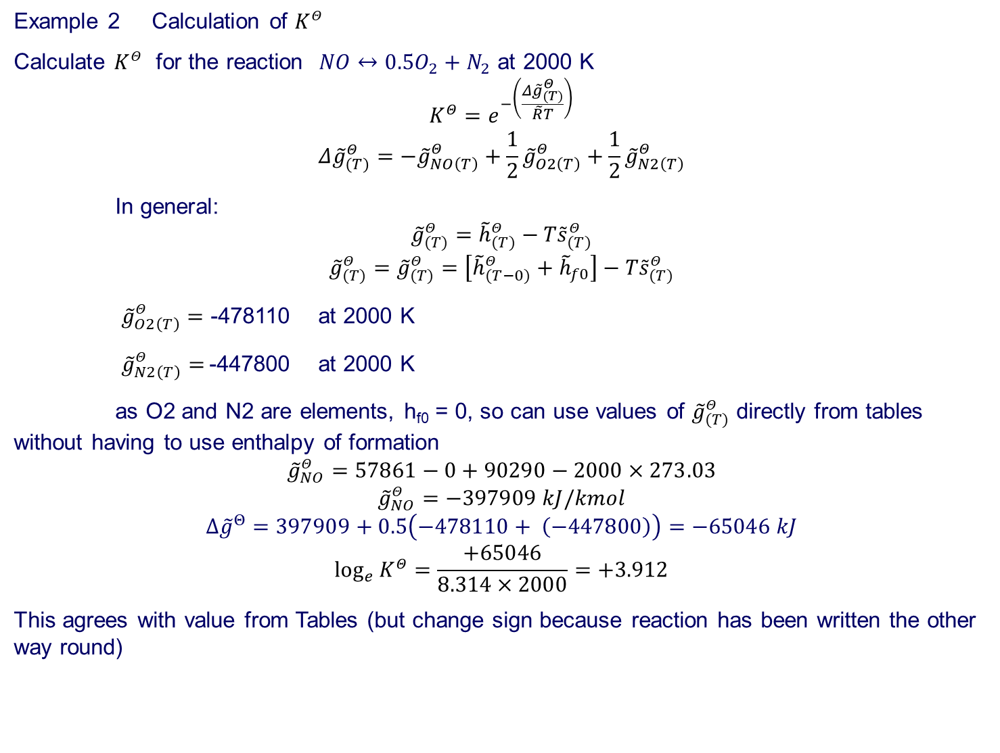 Example 2 Calculation of $K^{\Theta}$
Calculate $K^{\Theta}$ for the reaction $NO \leftrightarrow 0.5O_2 + N_2$ at 2000 K
$K^{\Theta} = e^{-\left(\frac{\Delta \tilde{g}^{\Theta}_{(T)}}{\tilde{R}T}\right)}$
$\Delta \tilde{g}^{\Theta}_{(T)} = -\tilde{g}^{\Theta}_{NO(T)} + \frac{1}{2}\tilde{g}^{\Theta}_{O2(T)} + \frac{1}{2}\tilde{g}^{\Theta}_{N2(T)}$
In general:
$\tilde{g}^{\Theta}_{(T)} = \tilde{h}^{\Theta}_{(T)} - T\tilde{s}^{\Theta}_{(T)}$
$\tilde{g}^{\Theta}_{(T)} = \tilde{g}^{\Theta}_{(T)} = \left[\tilde{h}^{\Theta}_{(T-0)} + \tilde{h}_{f0}\right] - T\tilde{s}^{\Theta}_{(T)}$
$\tilde{g}^{\Theta}_{O2(T)} =$ -478110 at 2000 K
$\tilde{g}^{\Theta}_{N2(T)} =$ -447800 at 2000 K
as O2 and N2 are elements, h$_{f0}$ = 0, so can use values of $\tilde{g}^{\Theta}_{(T)}$ directly from tables
without having to use enthalpy of formation
$\tilde{g}^{\Theta}_{NO} = 57861 - 0 + 90290 - 2000 \times 273.03$
$\tilde{g}^{\Theta}_{NO} = -397909 \ kJ/kmol$
$\Delta \tilde{g}^{\Theta} = 397909 + 0.5(-478110 + (-447800)) = -65046 \ kJ$
$\log_e K^{\Theta} = \frac{+65046}{8.314 \times 2000} = +3.912$
This agrees with value from Tables (but change sign because reaction has been written the other
way round)